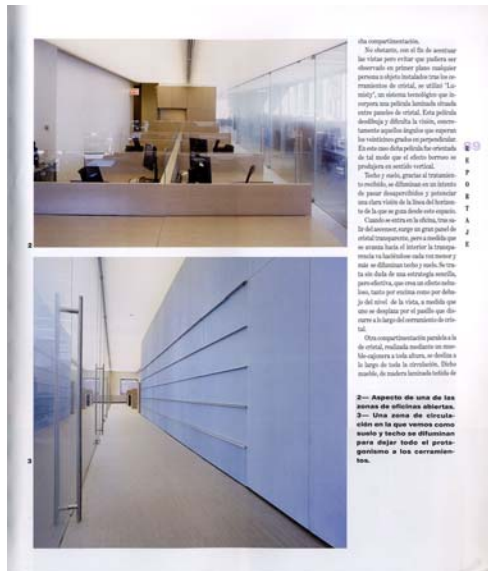 cha compartimentación.
No obstante, con el fin de acentuar
las vistas pero evitar que pudiera ser
observado en primer plano cualquier
persona u objeto instalados tras los ce-
rramientos de cristal, se utilizó "Lu-
misty", un sistema tecnológico que in-
corpora una película laminada situada
entre paneles de cristal. Esta película
desdibuja y dificulta la visión, concre-
tamente aquellos ángulos que superan
los veinticinco grados en perpendicular.
En este caso dicha película fue orientada
de tal modo que el efecto borroso se
produjera en sentido vertical.
Techo y suelo, gracias al tratamien-
to recibido, se difuminan en un intento
de pasar desapercibidos y potenciar
una clara visión de la línea del horizon-
te de la que se goza desde este espacio.
Cuando se entra en la oficina, tras sa-
lir del ascensor, surge un gran panel de
cristal transparente, pero a medida que
se avanza hacia el interior la transpa-
rencia va haciéndose cada vez menor y
más se difuminan techo y suelo. Se tra-
ta sin duda de una estrategia sencilla,
pero efectiva, que crea un efecto nebu-
loso, tanto por encima como por deba-
jo del nivel de la vista, a medida que
uno se desplaza por el pasillo que dis-
curre a lo largo del cerramiento de cris-
tal.
Otra compartimentación paralela a la
de cristal, realizada mediante un mue-
ble-cajonera a toda altura, se desliza a
lo largo de toda la circulación. Dicho
mueble, de madera laminada teñida de
REPORTAJE
2
3
2— Aspecto de una de las
zonas de oficinas abiertas.
3— Una zona de circula-
ción en la que vemos como
suelo y techo se difuminan
para dejar todo el prota-
gonismo a los cerramien-
tos.